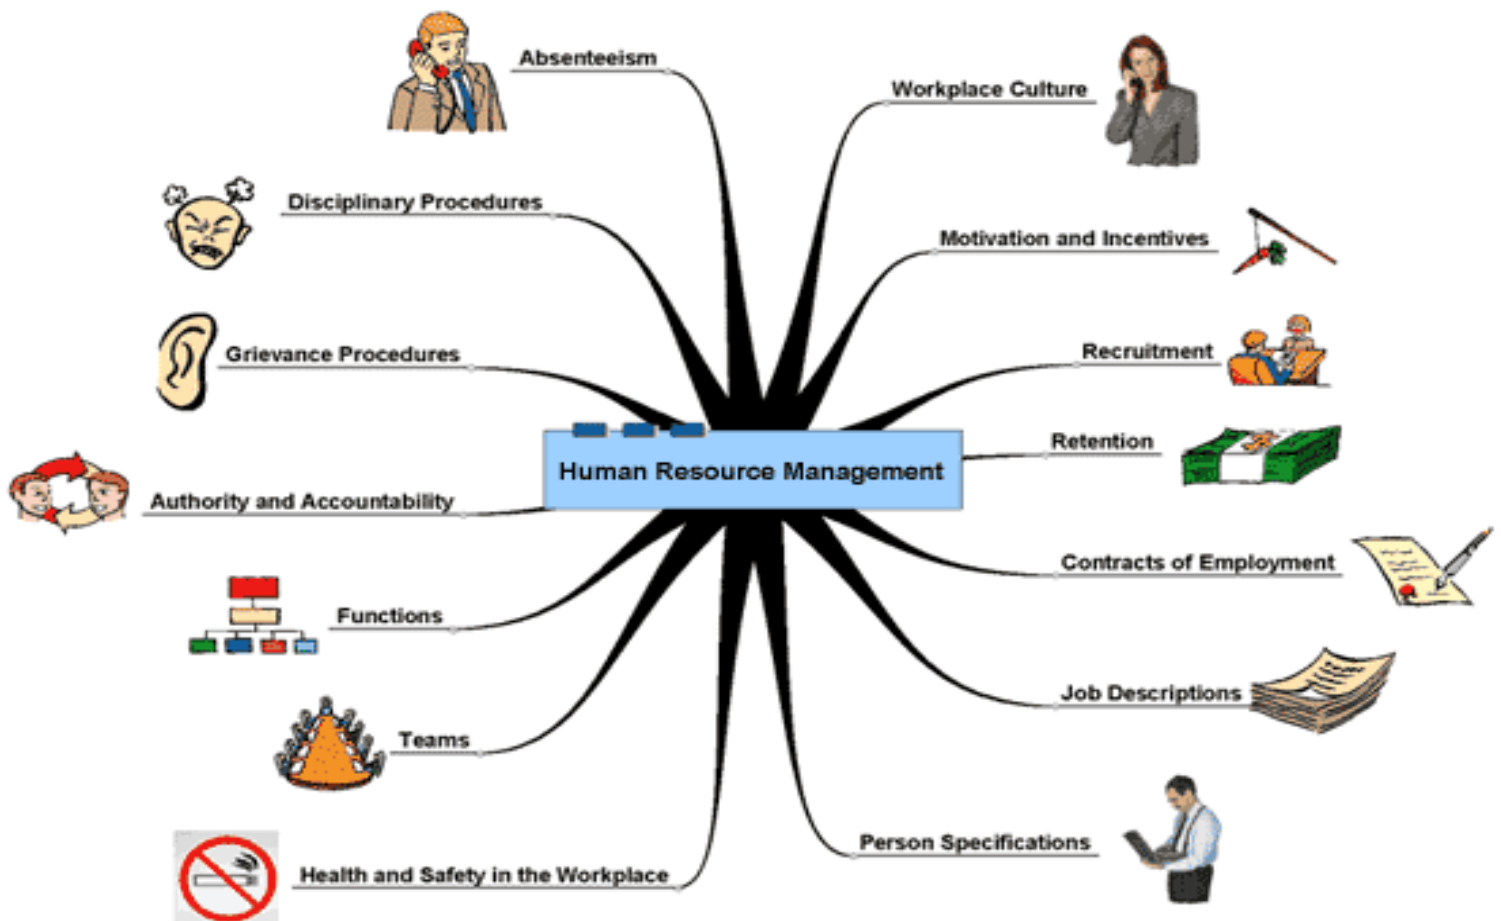 Absenteeism
Workplace Culture
Disciplinary Procedures
Motivation and Incentives
Grievance Procedures
Recruitment
Retention
Human Resource Management
Authority and Accountability
Contracts of Employment
Functions
Job Descriptions
Teams
Person Specifications
Health and Safety in the Workplace